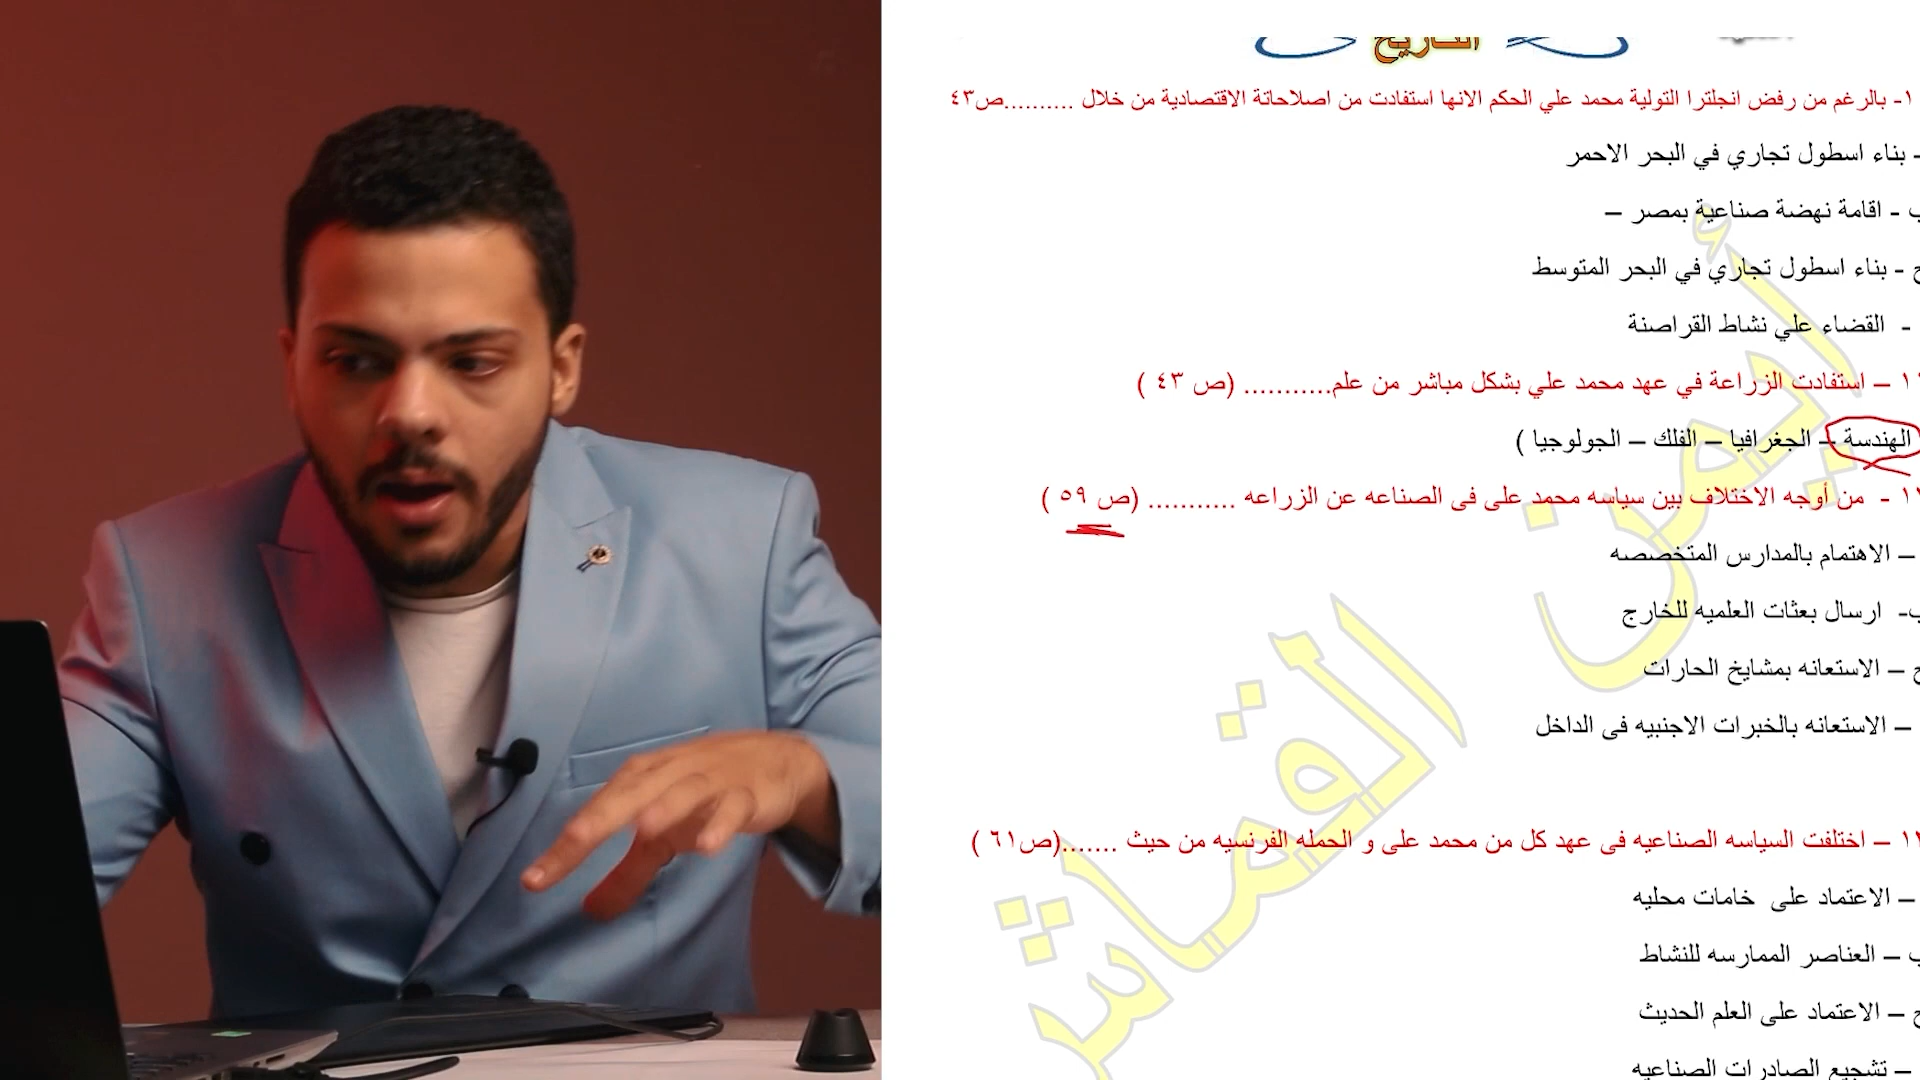 التاريخ
١- بالرغم من رفض انجلترا التولية محمد علي الحكم الانها استفادت من اصلاحاتة الاقتصادية من خلال ..........ص٤٣
- بناء اسطول تجاري في البحر الاحمر
ب - اقامة نهضة صناعية بمصر –
ج - بناء اسطول تجاري في البحر المتوسط
- القضاء علي نشاط القراصنة
– استفادت الزراعة في عهد محمد علي بشكل مباشر من علم........... (ص ٤٣ )
الهندسة – الجغرافيا – الفلك – الجولوجيا )
- من أوجه الاختلاف بين سياسه محمد على فى الصناعه عن الزراعه ........... (ص ٥٩ )
– الاهتمام بالمدارس المتخصصه
ب- ارسال بعثات العلميه للخارج
ج – الاستعانه بمشايخ الحارات
– الاستعانه بالخبرات الاجنبيه فى الداخل
– اختلفت السياسه الصناعيه فى عهد كل من محمد على و الحمله الفرنسيه من حيث .......(ص٦١ )
– الاعتماد على خامات محليه
ب – العناصر الممارسه للنشاط
ج – الاعتماد على العلم الحديث
– تشجيع الصادرات الصناعيه
أيمن القماش